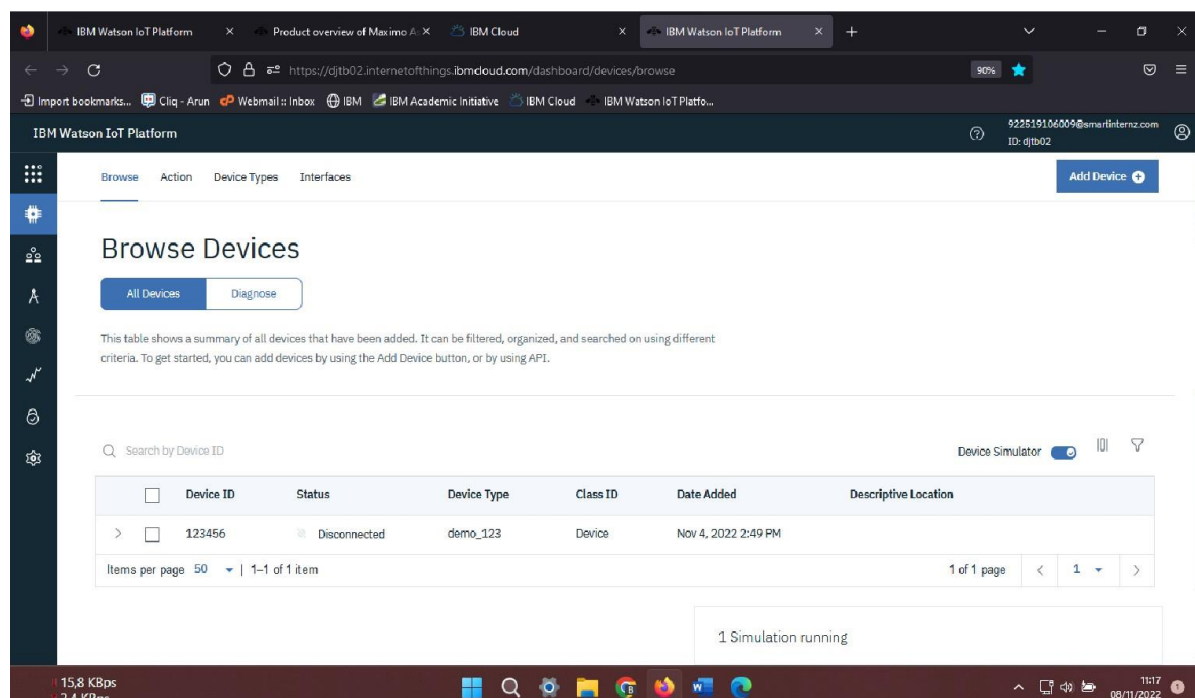 IBM Watson IoT Platform
Product overview of Maximo A
IBM Cloud
IBM Watson IoT Platform
https://djtb02.internetofthings.ibmcloud.com/dashboard/devices/browse
90%
Import bookmarks... Cliq - Arun Webmail :: Inbox IBM IBM Academic Initiative IBM Cloud IBM Watson IoT Platfo...
IBM Watson IoT Platform
922519106009@smartinternz.com
ID: djtb02
Browse Action Device Types Interfaces
Add Device
Browse Devices
All Devices Diagnose
This table shows a summary of all devices that have been added. It can be filtered, organized, and searched on using different
criteria. To get started, you can add devices by using the Add Device button, or by using API.
Search by Device ID
Device Simulator
Device ID Status Device Type Class ID Date Added Descriptive Location
123456 Disconnected demo_123 Device Nov 4, 2022 2:49 PM
Items per page 50 | 1–1 of 1 item
1 of 1 page < 1 >
1 Simulation running
15,8 KBps
11:17
08/11/2022
1